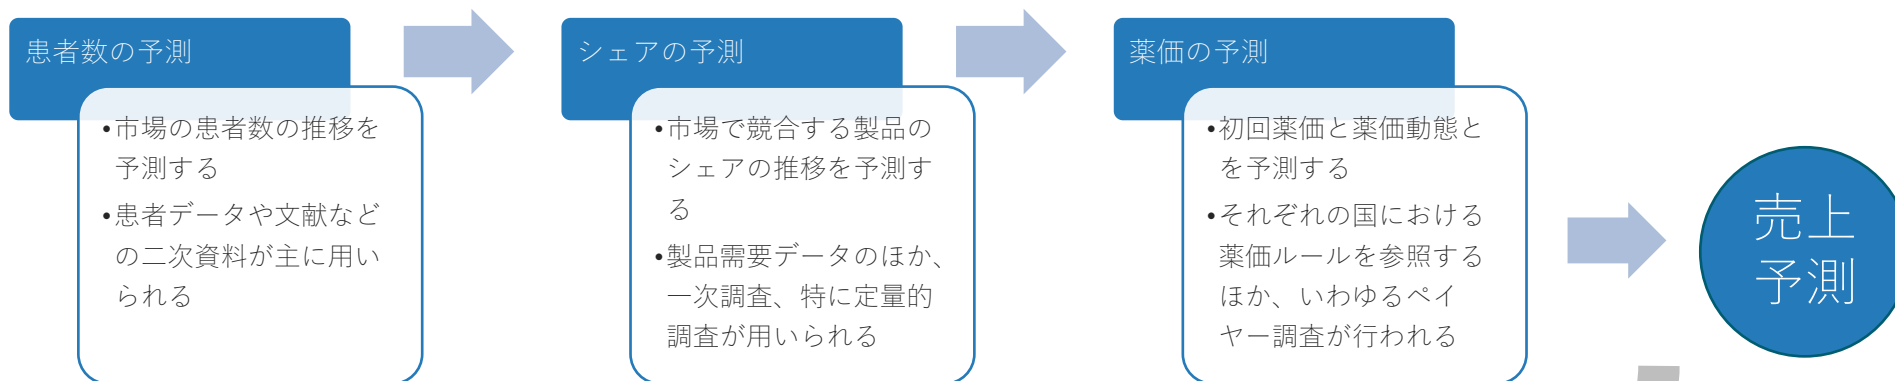 患者数の予測
•市場の患者数の推移を
予測する
•患者データや文献など
の二次資料が主に用い
られる
シェアの予測
•市場で競合する製品の
シェアの推移を予測す
る
•製品需要データのほか、
一次調査、特に定量的
調査が用いられる
薬価の予測
•初回薬価と薬価動態と
を予測する
•それぞれの国における
薬価ルールを参照する
ほか、いわゆるペイ
ヤー調査が行われる
売上
予測